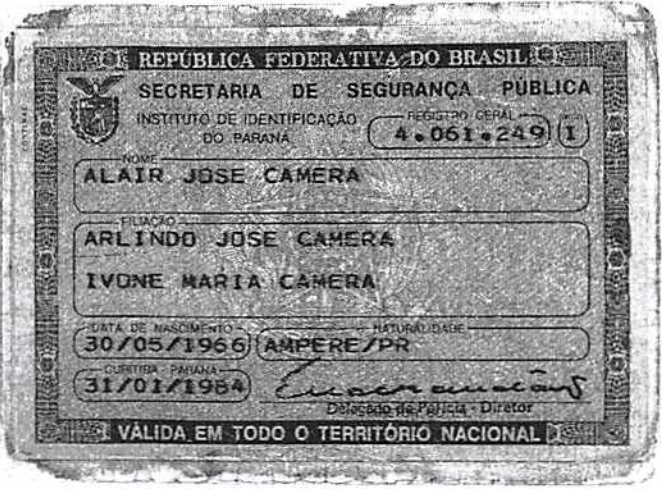 REPÚBLICA FEDERATIVA DO BRASIL
SECRETARIA DE SEGURANÇA PÚBLICA
INSTITUTO DE IDENTIFICAÇÃO
DO PARANÁ
REGISTRO GERAL
4.061.249 I
NOME
ALAIR JOSE CAMERA
FILIAÇÃO
ARLINDO JOSE CAMERA
IVONE MARIA CAMERA
DATA DE NASCIMENTO
30/05/1966
NATURALIDADE
AMPERE/PR
CURITIBA PARANÁ
31/01/1984
Delegado de Polícia - Diretor
VÁLIDA EM TODO O TERRITÓRIO NACIONAL